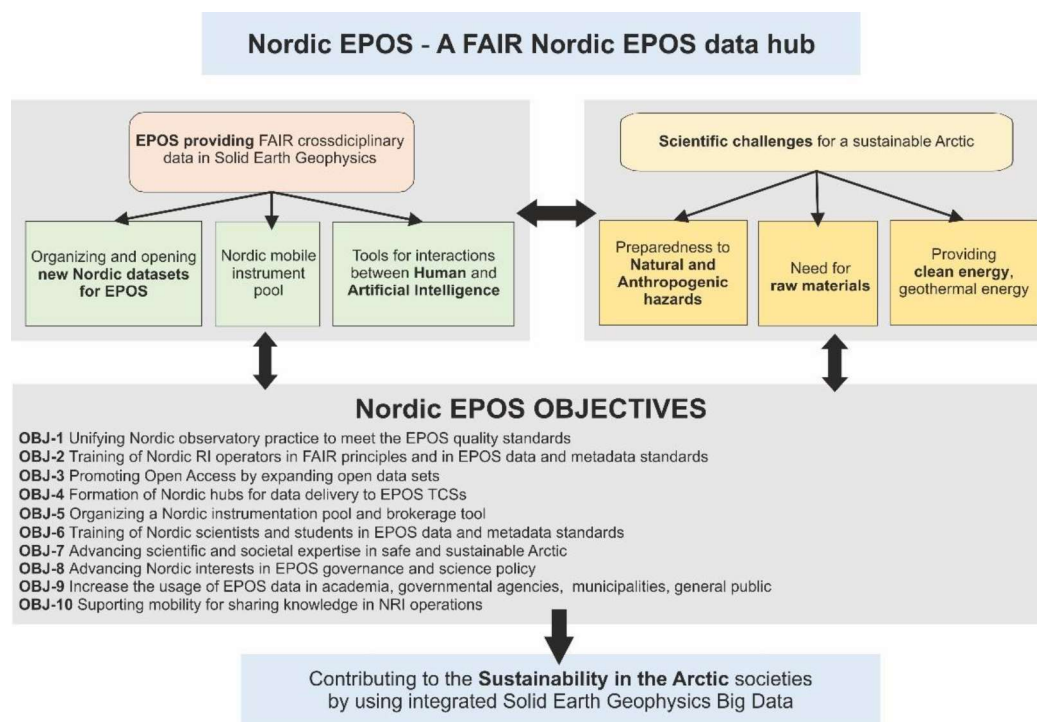 Nordic EPOS - A FAIR Nordic EPOS data hub
EPOS providing FAIR crossdiciplinary
data in Solid Earth Geophysics
Organizing and opening
new Nordic datasets
for EPOS
Nordic mobile
instrument
pool
Tools for interactions
between Human and
Artificial Intelligence
Scientific challenges for a sustainable Arctic
Preparedness to
Natural and
Anthropogenic
hazards
Need for
raw materials
Providing
clean energy,
geothermal energy
Nordic EPOS OBJECTIVES
OBJ-1 Unifying Nordic observatory practice to meet the EPOS quality standards
OBJ-2 Training of Nordic RI operators in FAIR principles and in EPOS data and metadata standards
OBJ-3 Promoting Open Access by expanding open data sets
OBJ-4 Formation of Nordic hubs for data delivery to EPOS TCSs
OBJ-5 Organizing a Nordic instrumentation pool and brokerage tool
OBJ-6 Training of Nordic scientists and students in EPOS data and metadata standards
OBJ-7 Advancing scientific and societal expertise in safe and sustainable Arctic
OBJ-8 Advancing Nordic interests in EPOS governance and science policy
OBJ-9 Increase the usage of EPOS data in academia, governmental agencies, municipalities, general public
OBJ-10 Suporting mobility for sharing knowledge in NRI operations
Contributing to the Sustainability in the Arctic societies
by using integrated Solid Earth Geophysics Big Data